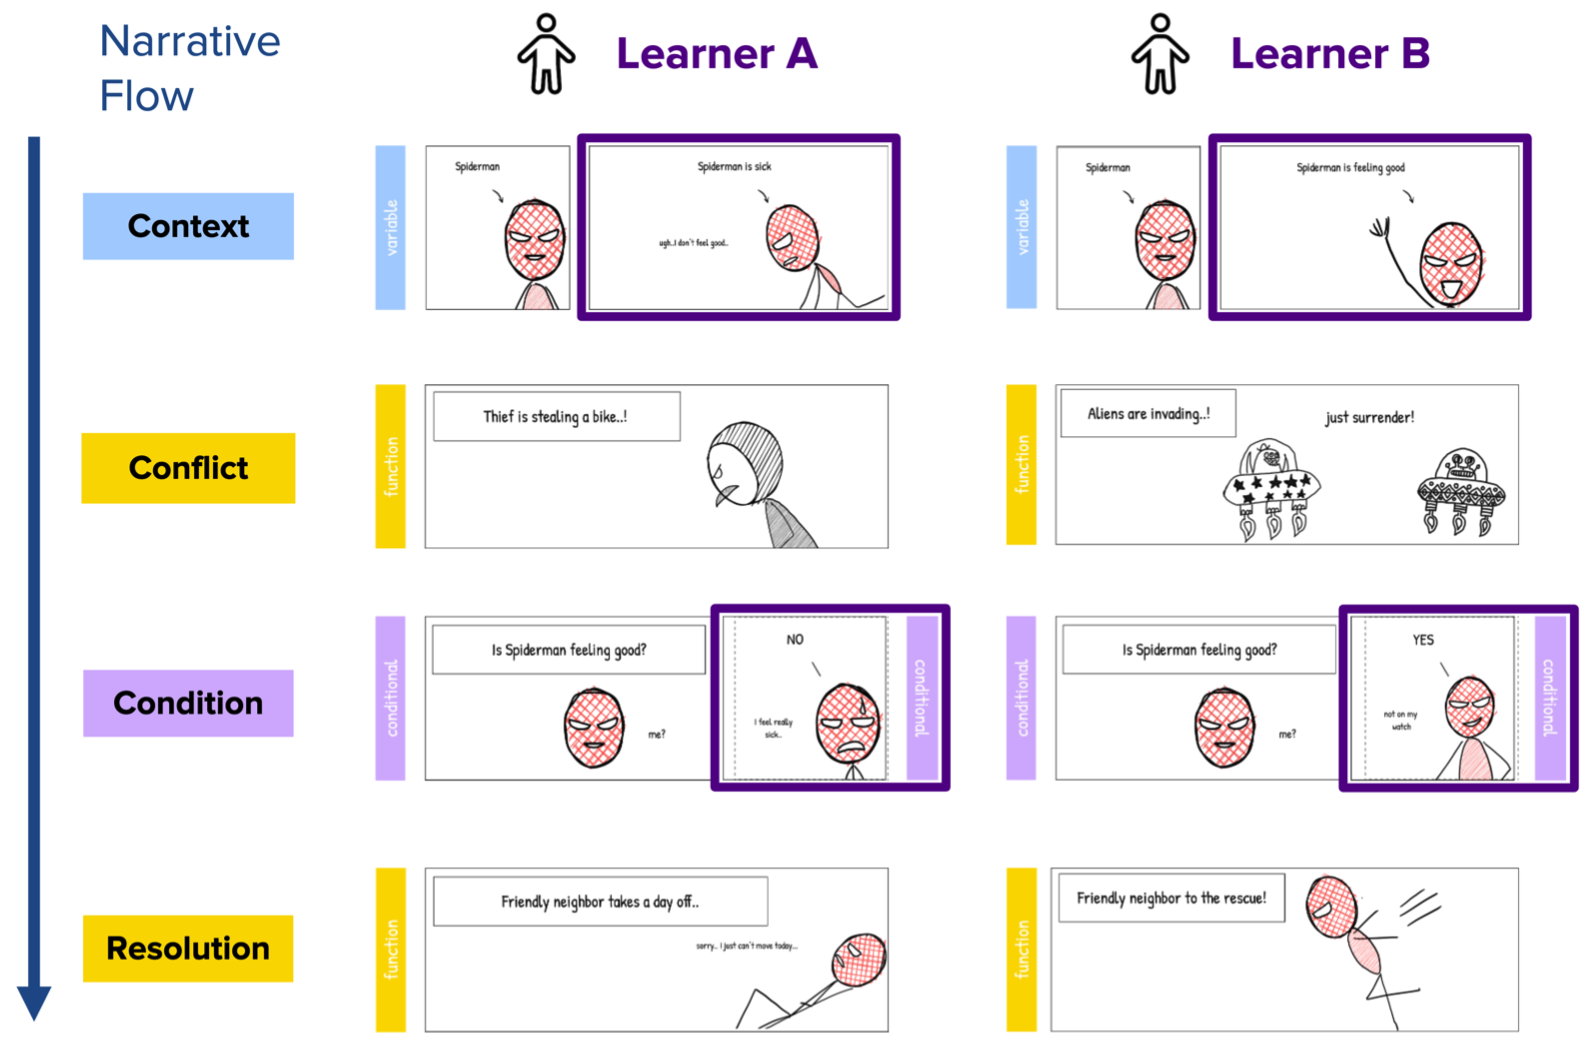 Narrative
Flow
Learner A
Learner B
Context
variable
Spiderman
Spiderman is sick
ugh..I don't feel good..
variable
Spiderman
Spiderman is feeling good
Conflict
function
Thief is stealing a bike..!
function
Aliens are invading..!
just surrender!
Condition
conditional
Is Spiderman feeling good?
me?
NO
I feel really
sick..
conditional
conditional
Is Spiderman feeling good?
me?
YES
not on my
watch
conditional
Resolution
function
Friendly neighbor takes a day off..
sorry.. I just can't move today...
function
Friendly neighbor to the rescue!